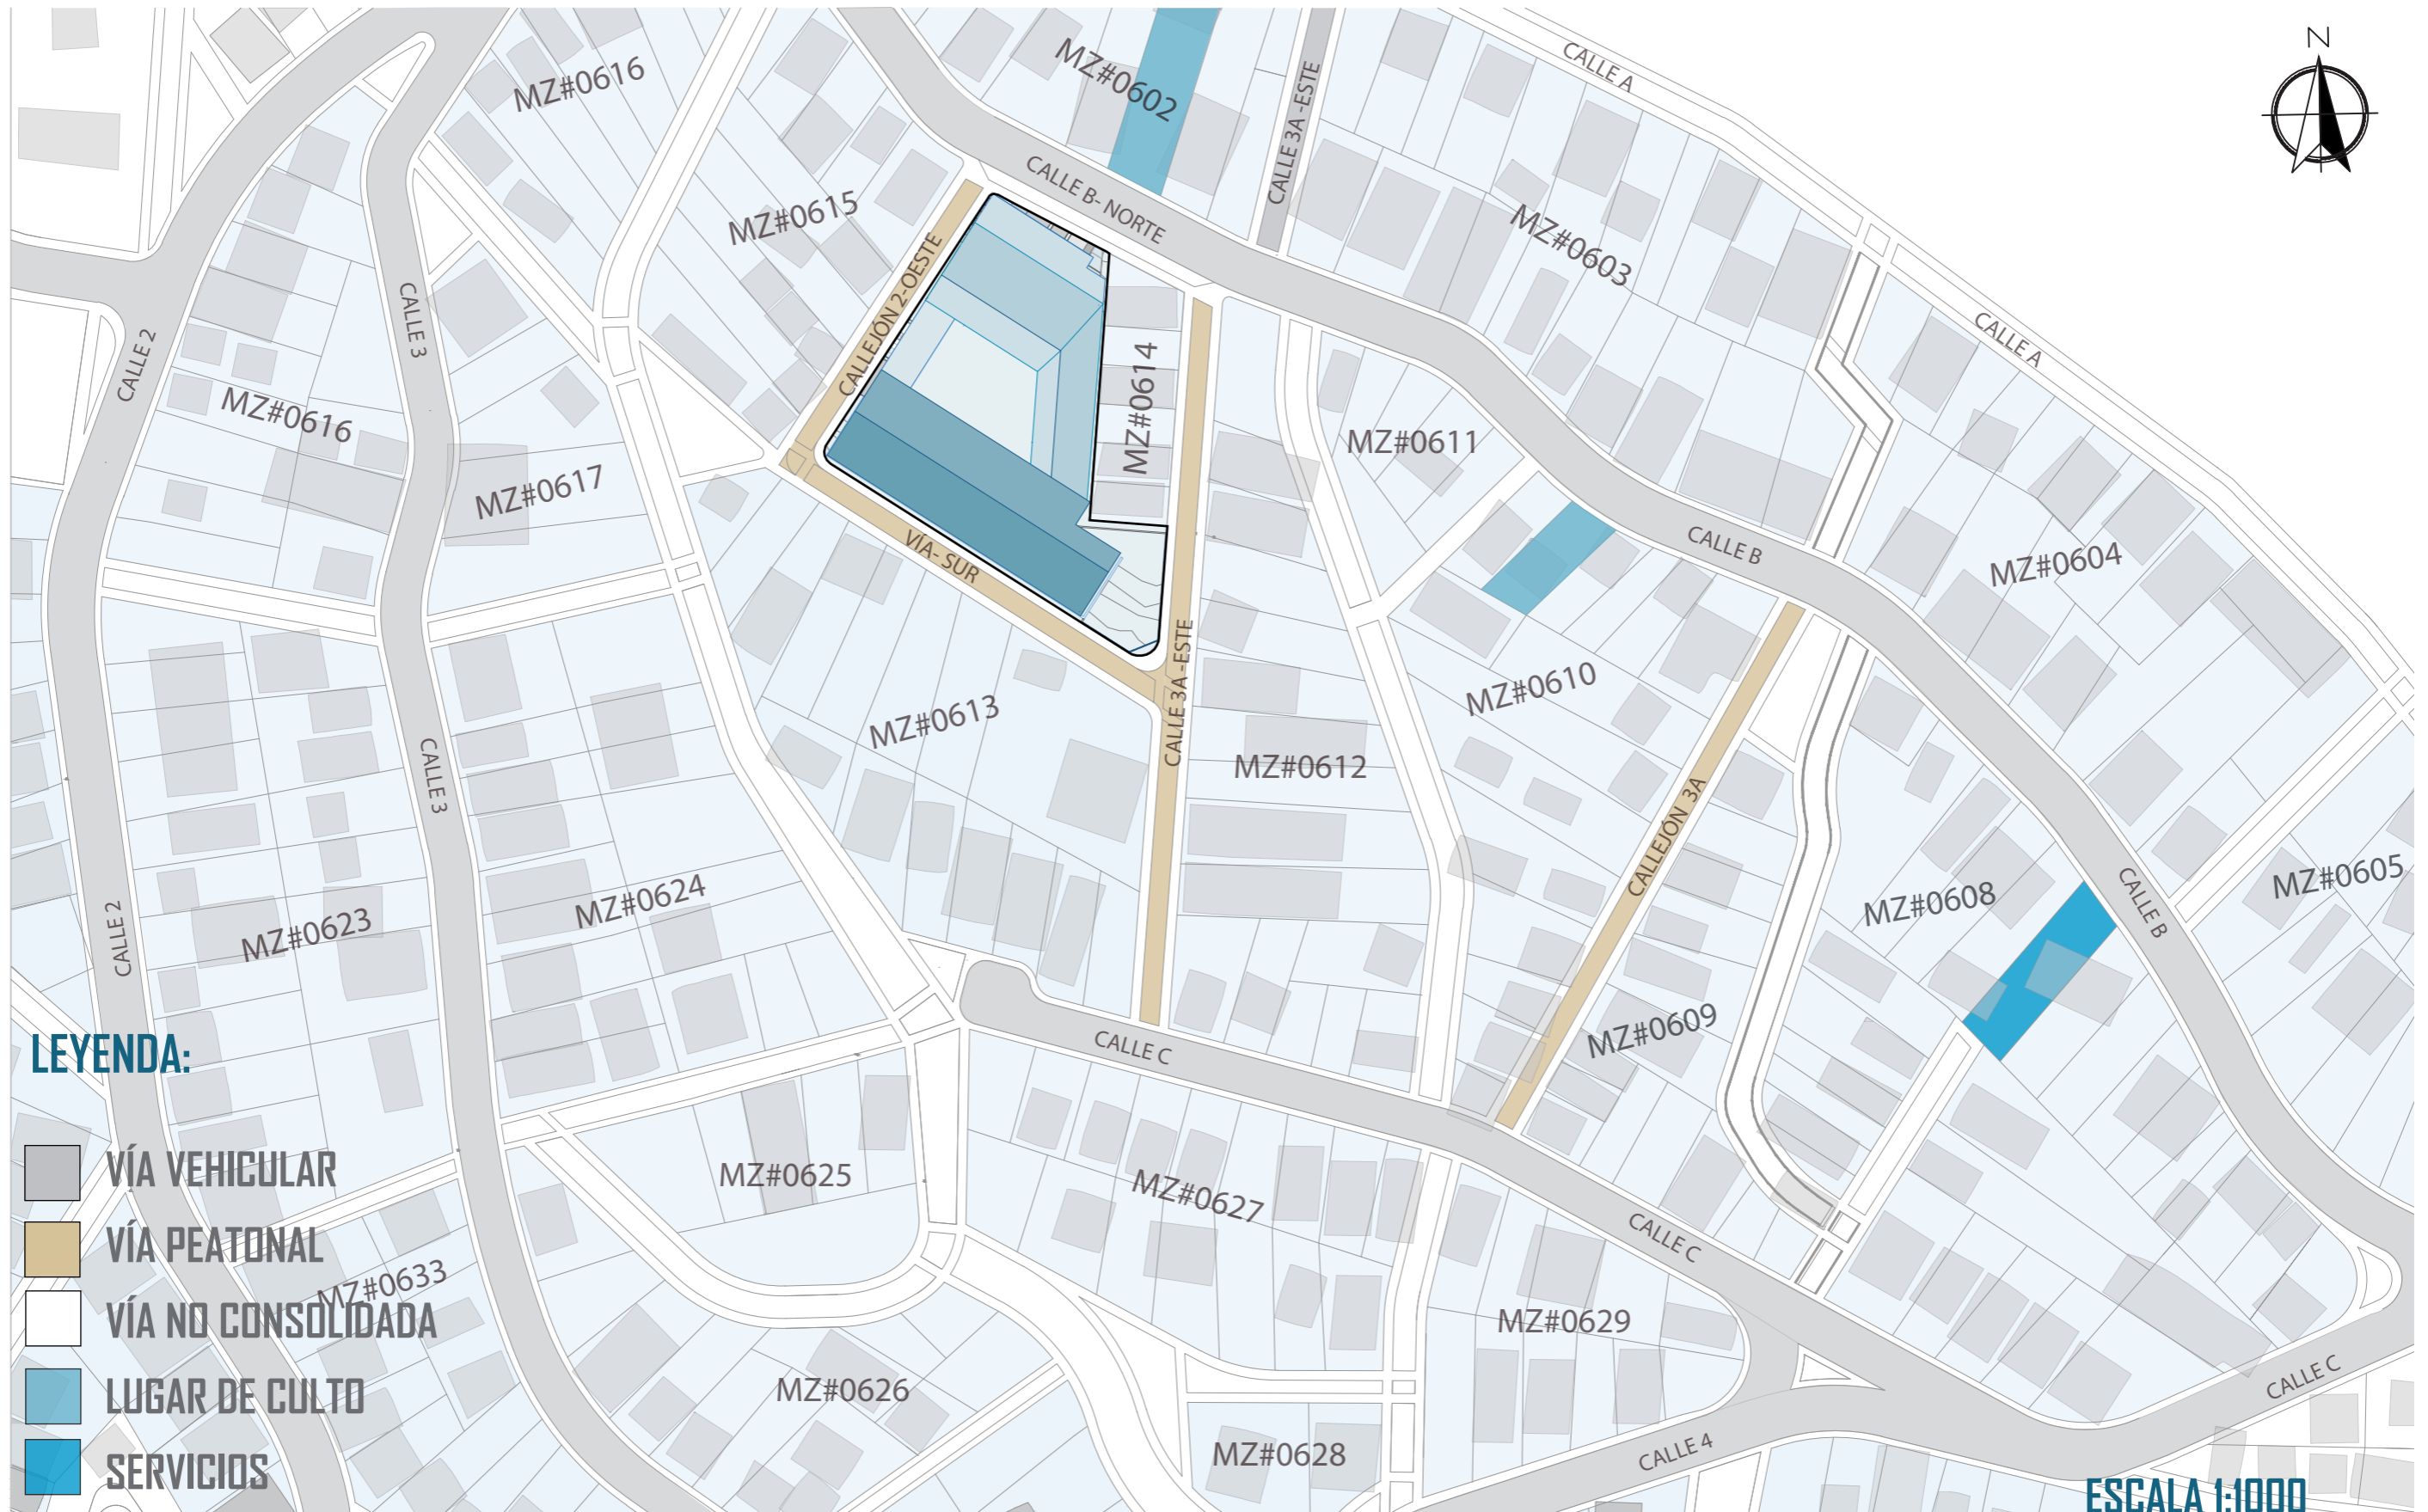 N
CALLE A
MZ#0616
MZ#0602
CALLE 3A -ESTE
CALLE B- NORTE
MZ#0615
MZ#0603
CALLEJÓN 2-OESTE
CALLE 3
CALLE 2
CALLE A
MZ#0614
MZ#0616
MZ#0611
MZ#0617
VIA- SUR
CALLE B
MZ#0604
CALLE 3A -ESTE
MZ#0610
MZ#0613
CALLE 3
MZ#0612
CALLEJÓN 3A
MZ#0605
MZ#0608
CALLE B
MZ#0624
MZ#0623
CALLE 2
MZ#0609
CALLE C
LEYENDA:
VÍA VEHICULAR
VÍA PEATONAL
VÍA NO CONSOLIDADA
LUGAR DE CULTO
SERVICIOS
MZ#0625
MZ#0627
CALLE C
MZ#0633
MZ#0629
CALLE C
MZ#0626
MZ#0628
CALLE 4
ESCALA 1:1000